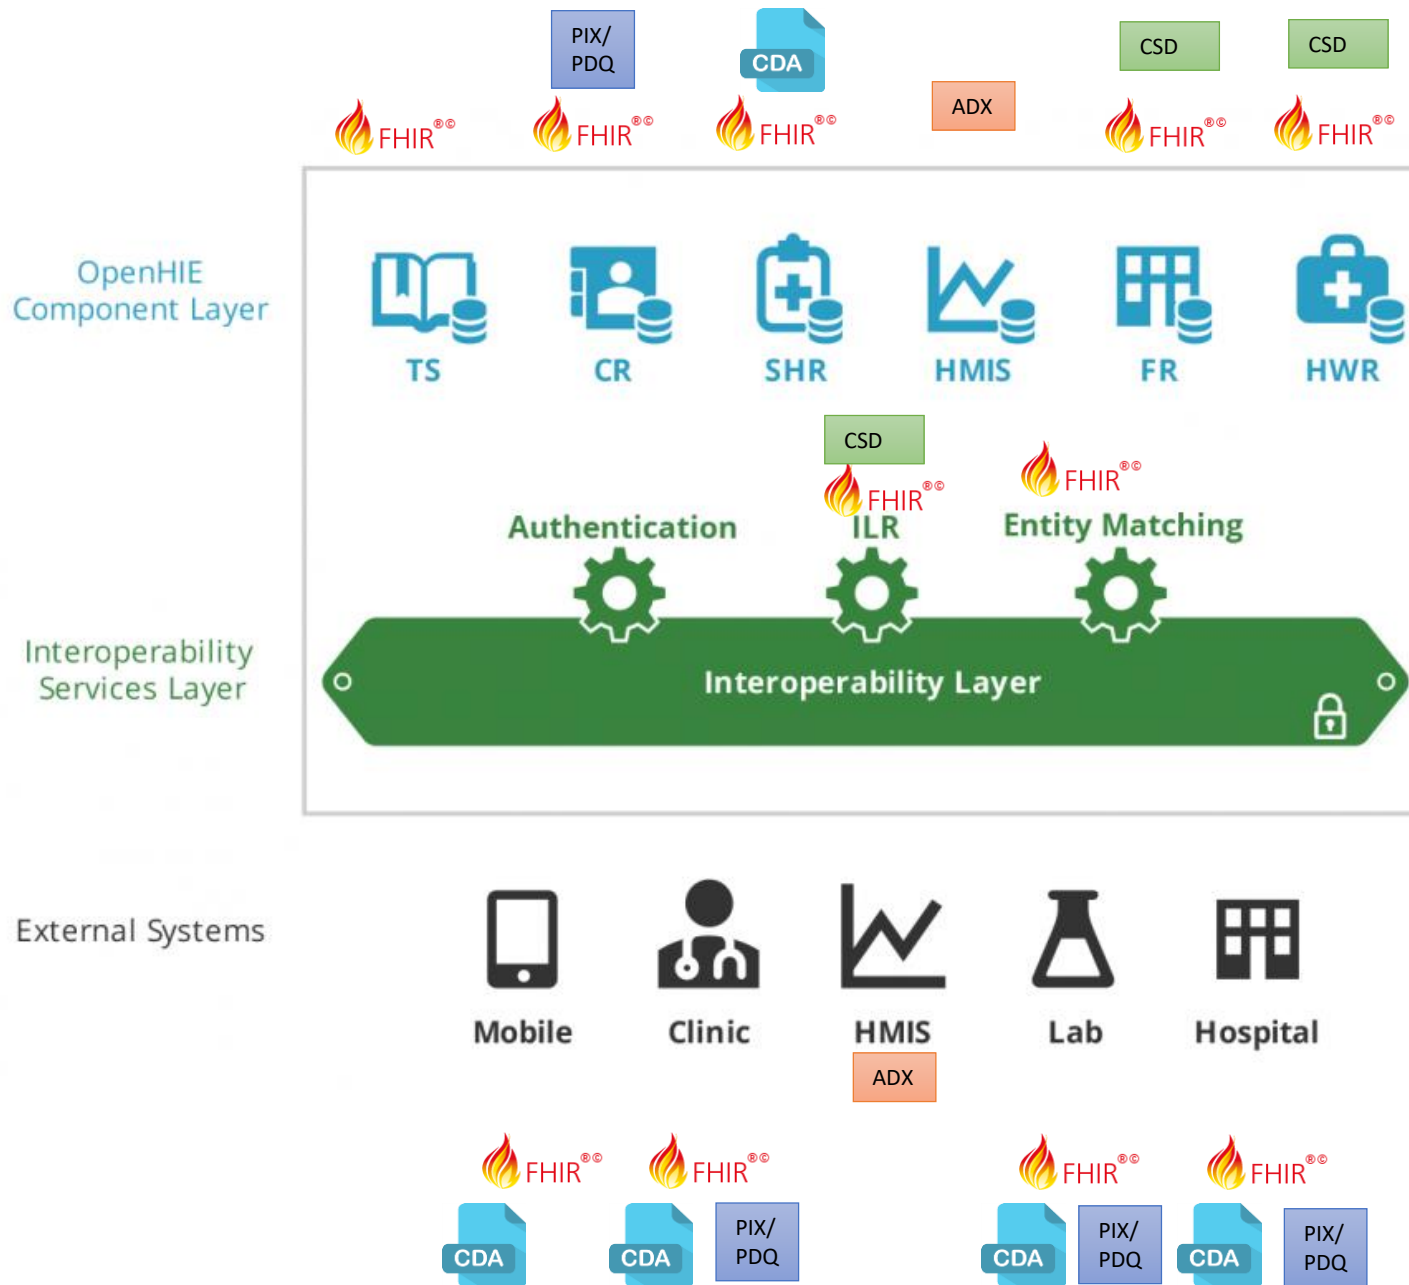 PIX/
PDQ
CDA
CSD
CSD
ADX
FHIR®©
FHIR®©
FHIR®©
FHIR®©
FHIR®©
OpenHIE
Component Layer
TS
CR
SHR
HMIS
FR
HWR
CSD
FHIR®©
FHIR®©
Authentication
ILR
Entity Matching
Interoperability
Services Layer
Interoperability Layer
External Systems
Mobile
Clinic
HMIS
Lab
Hospital
ADX
FHIR®©
FHIR®©
FHIR®©
FHIR®©
CDA
CDA
PIX/
PDQ
CDA
PIX/
PDQ
CDA
PIX/
PDQ